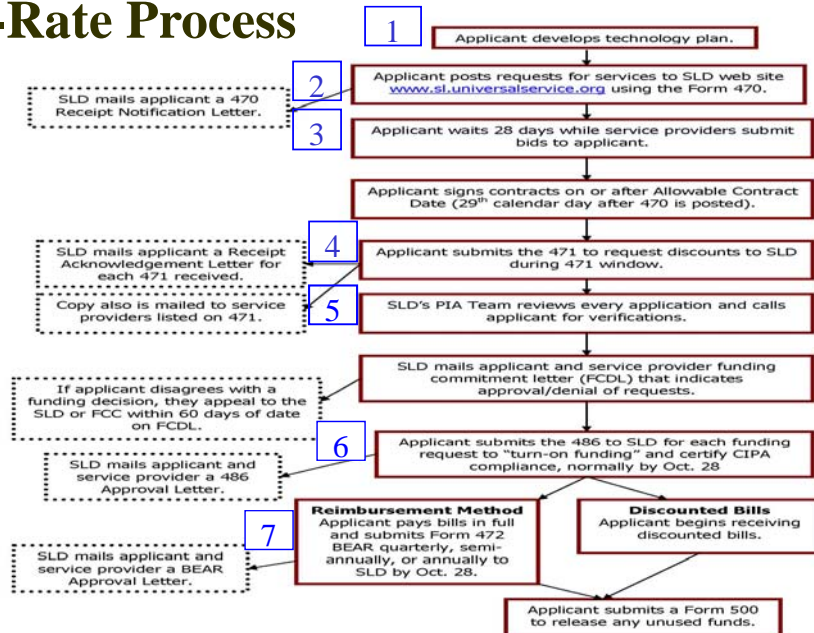 -Rate Process
1
Applicant develops technology plan.
2
Applicant posts requests for services to SLD web site
www.sl.universalservice.org using the Form 470.
SLD mails applicant a 470
Receipt Notification Letter.
3
Applicant waits 28 days while service providers submit
bids to applicant.
Applicant signs contracts on or after Allowable Contract
Date (29th calendar day after 470 is posted).
4
Applicant submits the 471 to request discounts to SLD
during 471 window.
SLD mails applicant a Receipt
Acknowledgement Letter for
each 471 received.
Copy also is mailed to service
providers listed on 471.
5
SLD's PIA Team reviews every application and calls
applicant for verifications.
SLD mails applicant and service provider funding
commitment letter (FCDL) that indicates
approval/denial of requests.
If applicant disagrees with a
funding decision, they appeal to the
SLD or FCC within 60 days of date
on FCDL.
6
Applicant submits the 486 to SLD for each funding
request to "turn-on funding" and certify CIPA
compliance, normally by Oct. 28
SLD mails applicant and
service provider a 486
Approval Letter.
7
Reimbursement Method
Applicant pays bills in full
and submits Form 472
BEAR quarterly, semi-
annually, or annually to
SLD by Oct. 28.
Discounted Bills
Applicant begins receiving
discounted bills.
SLD mails applicant and
service provider a BEAR
Approval Letter.
Applicant submits a Form 500
to release any unused funds.